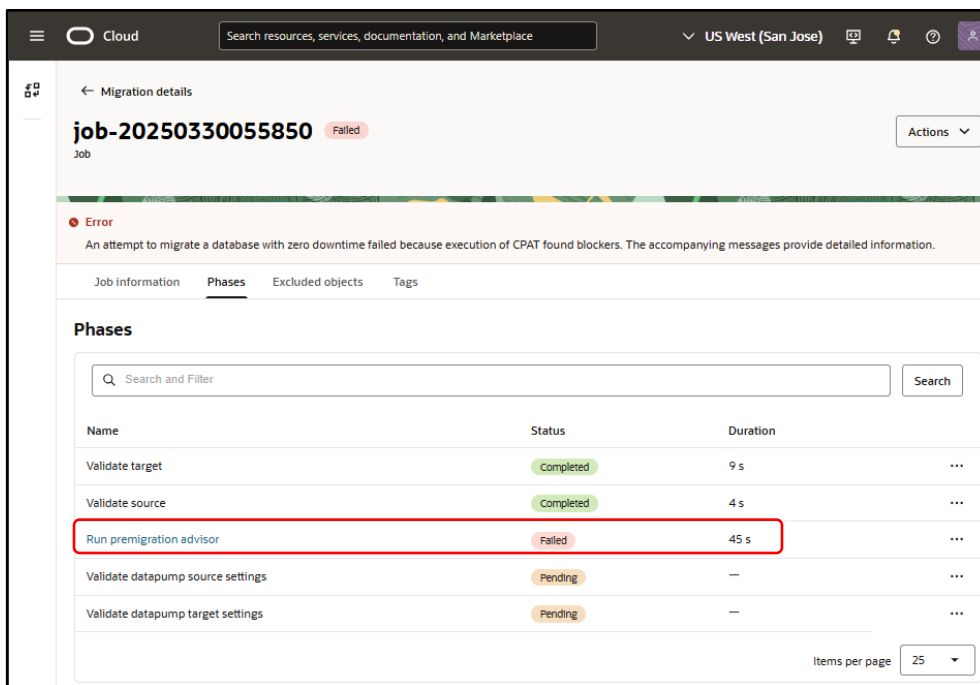 Cloud
Search resources, services, documentation, and Marketplace
US West (San Jose)
Migration details
job-20250330055850 Failed
Job
Actions
Error
An attempt to migrate a database with zero downtime failed because execution of CPAT found blockers. The accompanying messages provide detailed information.
Job information Phases Excluded objects Tags
Phases
Search and Filter Search
Name Status Duration
Validate target Completed 9 s
Validate source Completed 4 s
Run premigration advisor Failed 45 s
Validate datapump source settings Pending —
Validate datapump target settings Pending —
Items per page 25